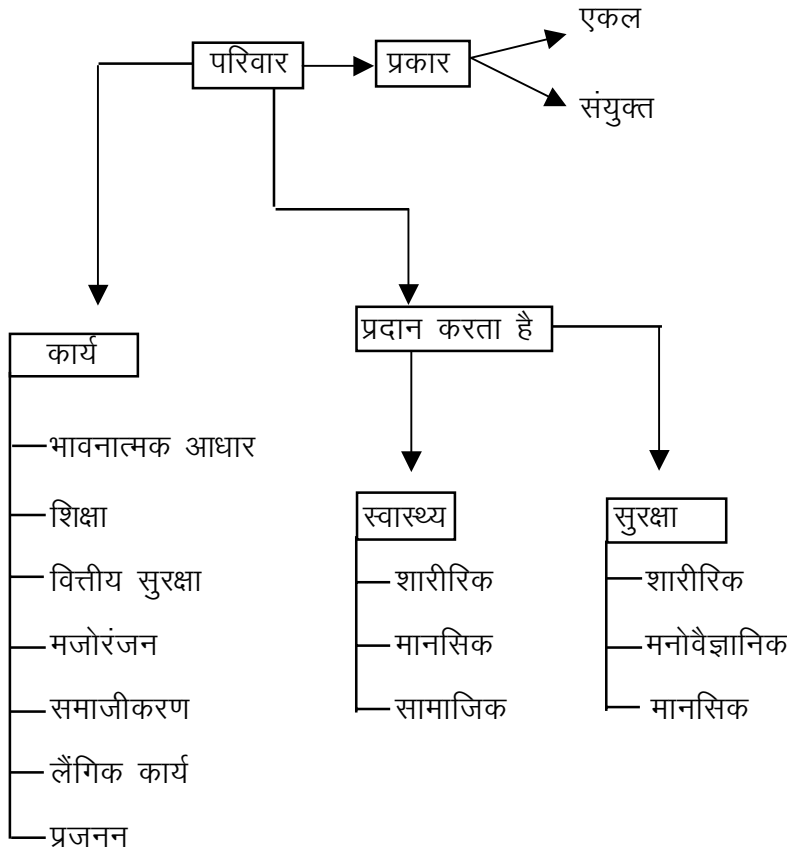 एकल
परिवार
प्रकार
संयुक्त
प्रदान करता है
कार्य
भावनात्मक आधार
शिक्षा
वित्तीय सुरक्षा
मजोरंजन
समाजीकरण
लैंगिक कार्य
प्रजनन
स्वास्थ्य
शारीरिक
मानसिक
सामाजिक
सुरक्षा
शारीरिक
मनोवैज्ञानिक
मानसिक